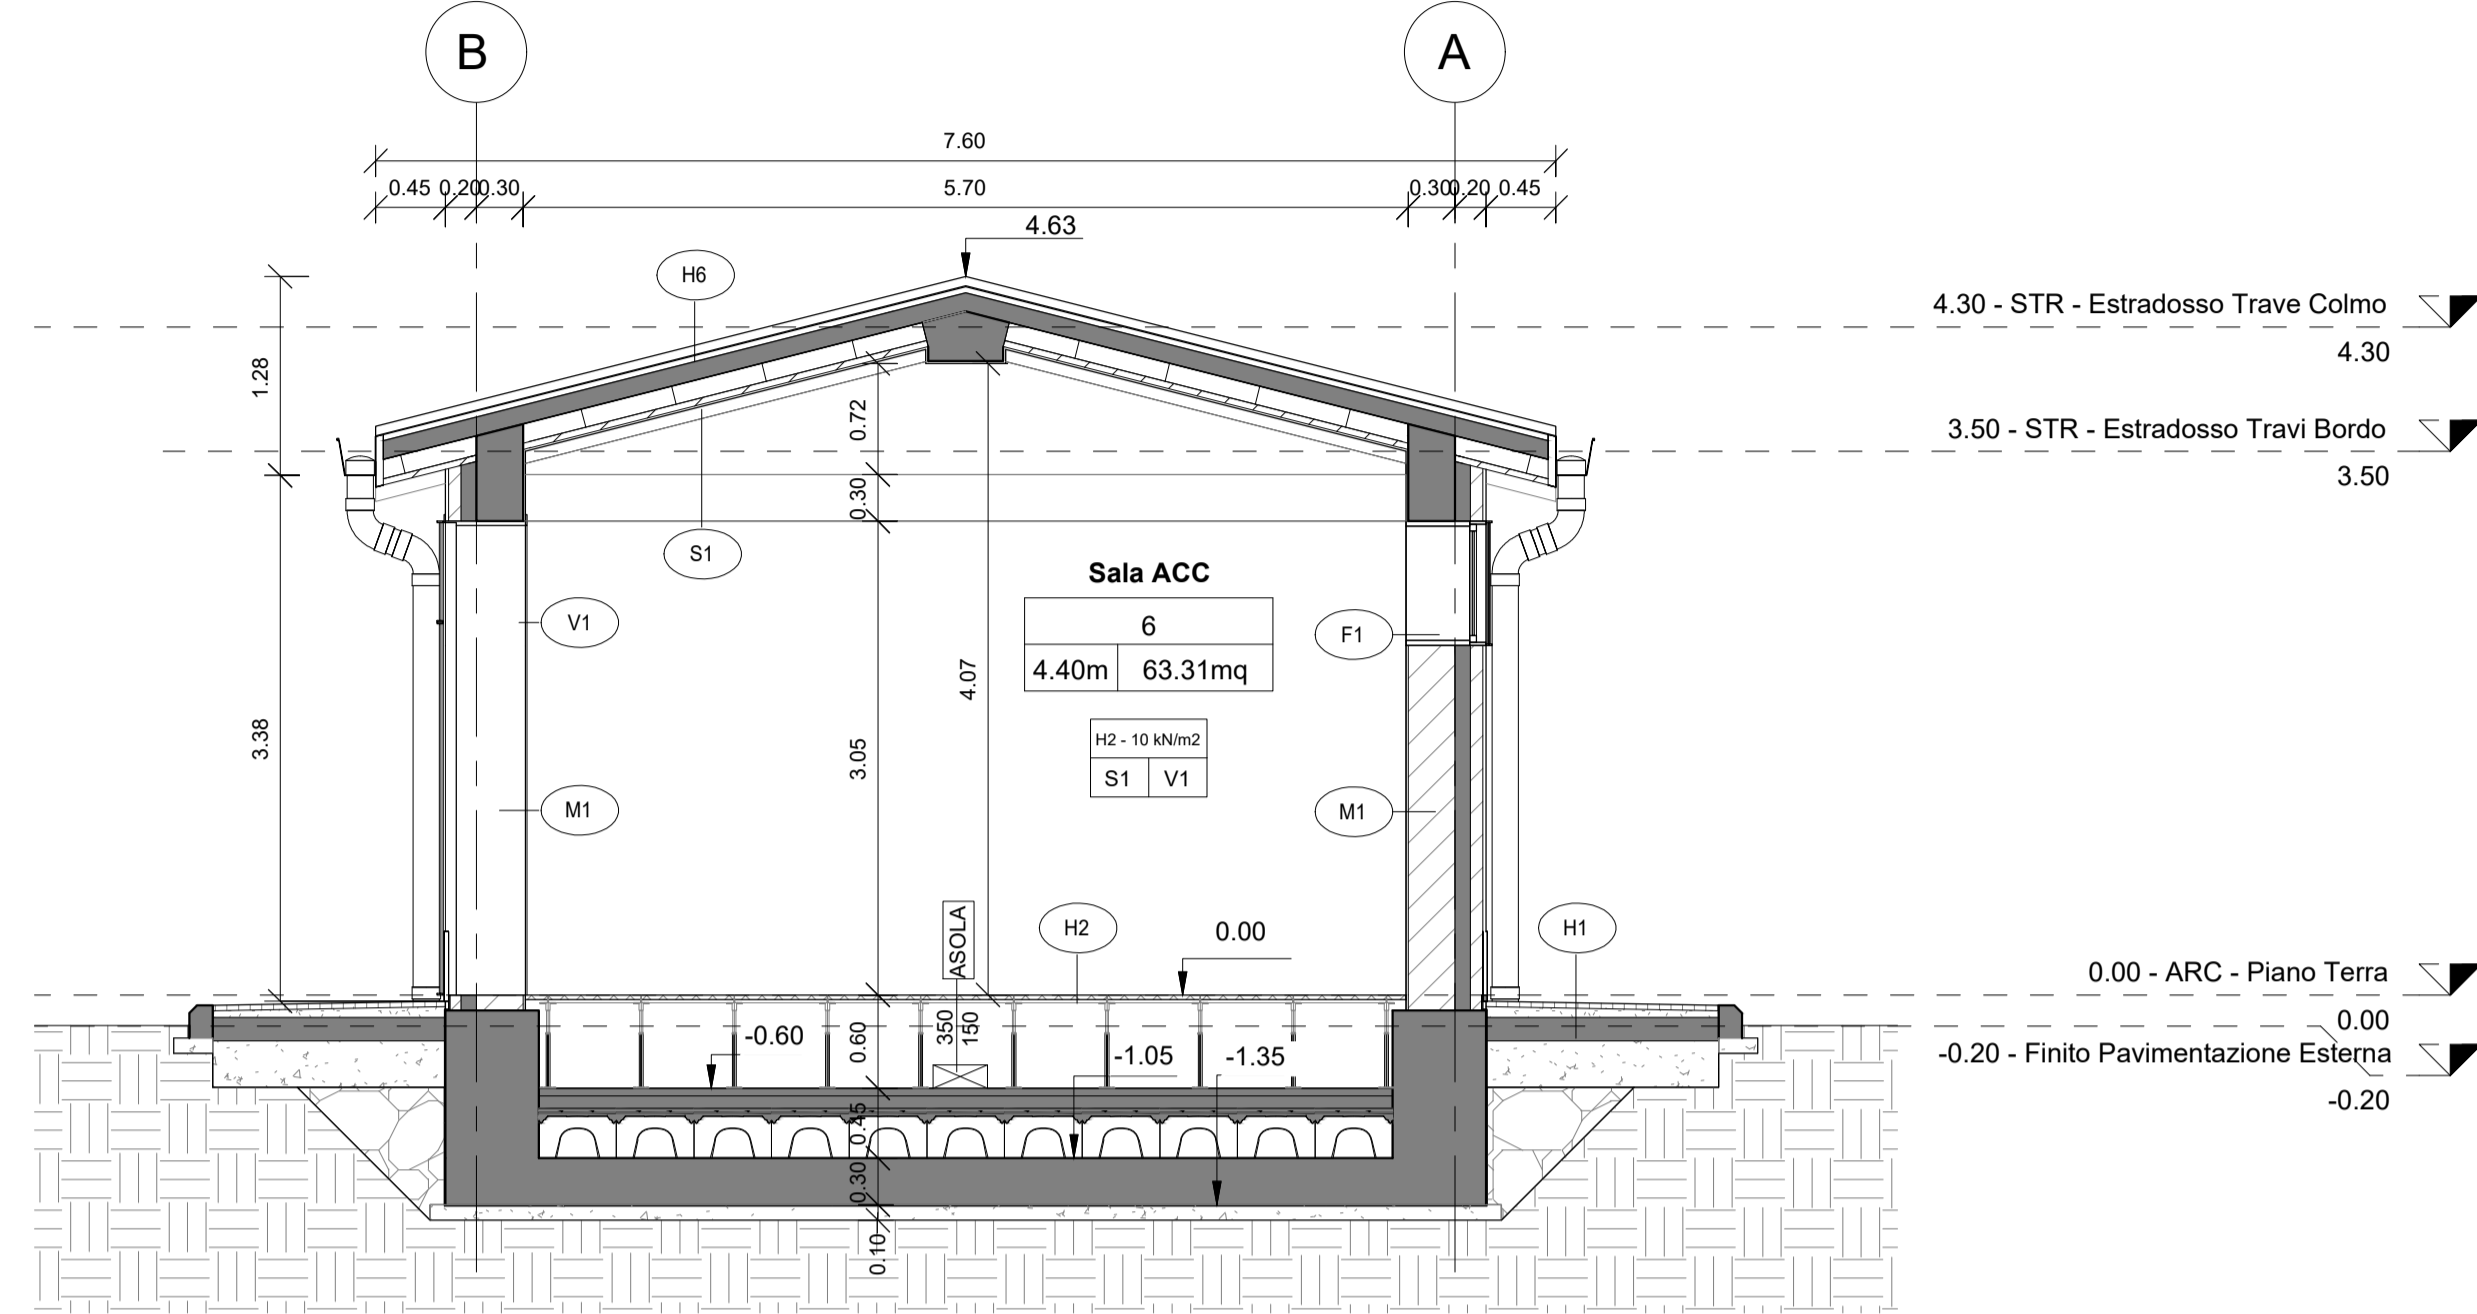 B
A
7.60
0.45
0.20
0.30
5.70
0.30
0.20
0.45
4.63
H6
4.30 - STR - Estradosso Trave Colmo
4.30
1.28
0.72
3.50 - STR - Estradosso Travi Bordo
3.50
0.30
S1
Sala ACC
6
4.40m
63.31mq
V1
F1
4.07
3.38
3.05
H2 - 10 kN/m2
S1
V1
M1
M1
ASOLA
350
150
H2
0.00
H1
0.00 - ARC - Piano Terra
0.00
-0.20 - Finito Pavimentazione Esterna
-0.20
0.60
-0.60
-1.05
-1.35
0.45
0.30
0.10